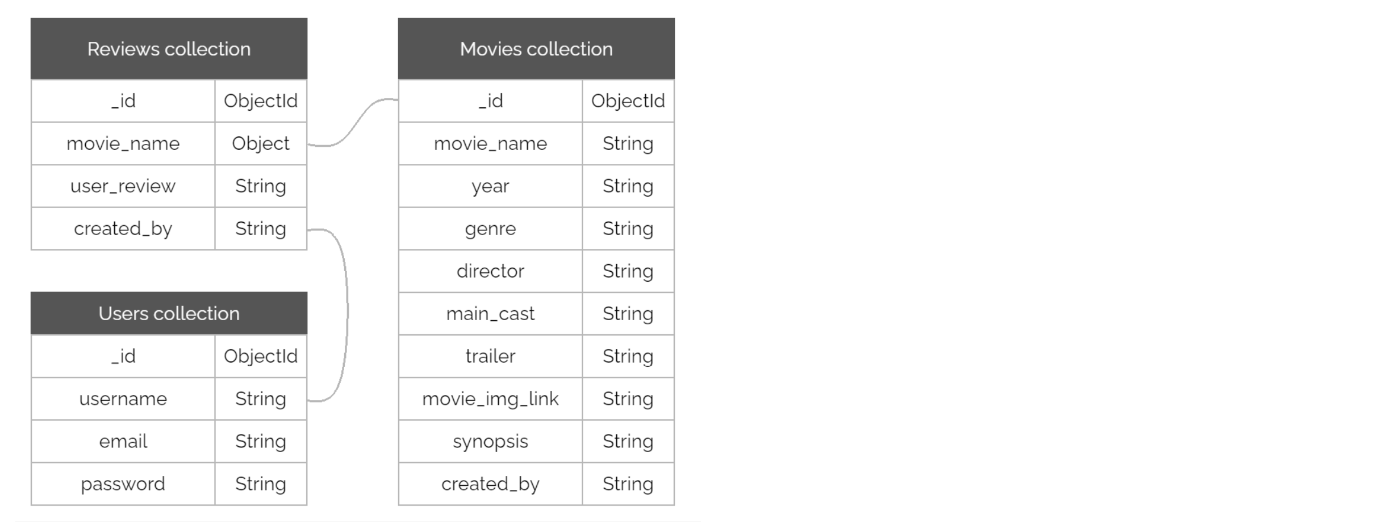 Reviews collection
_id ObjectId
movie_name Object
user_review String
created_by String
Users collection
_id ObjectId
username String
email String
password String
Movies collection
_id ObjectId
movie_name String
year String
genre String
director String
main_cast String
trailer String
movie_img_link String
synopsis String
created_by String